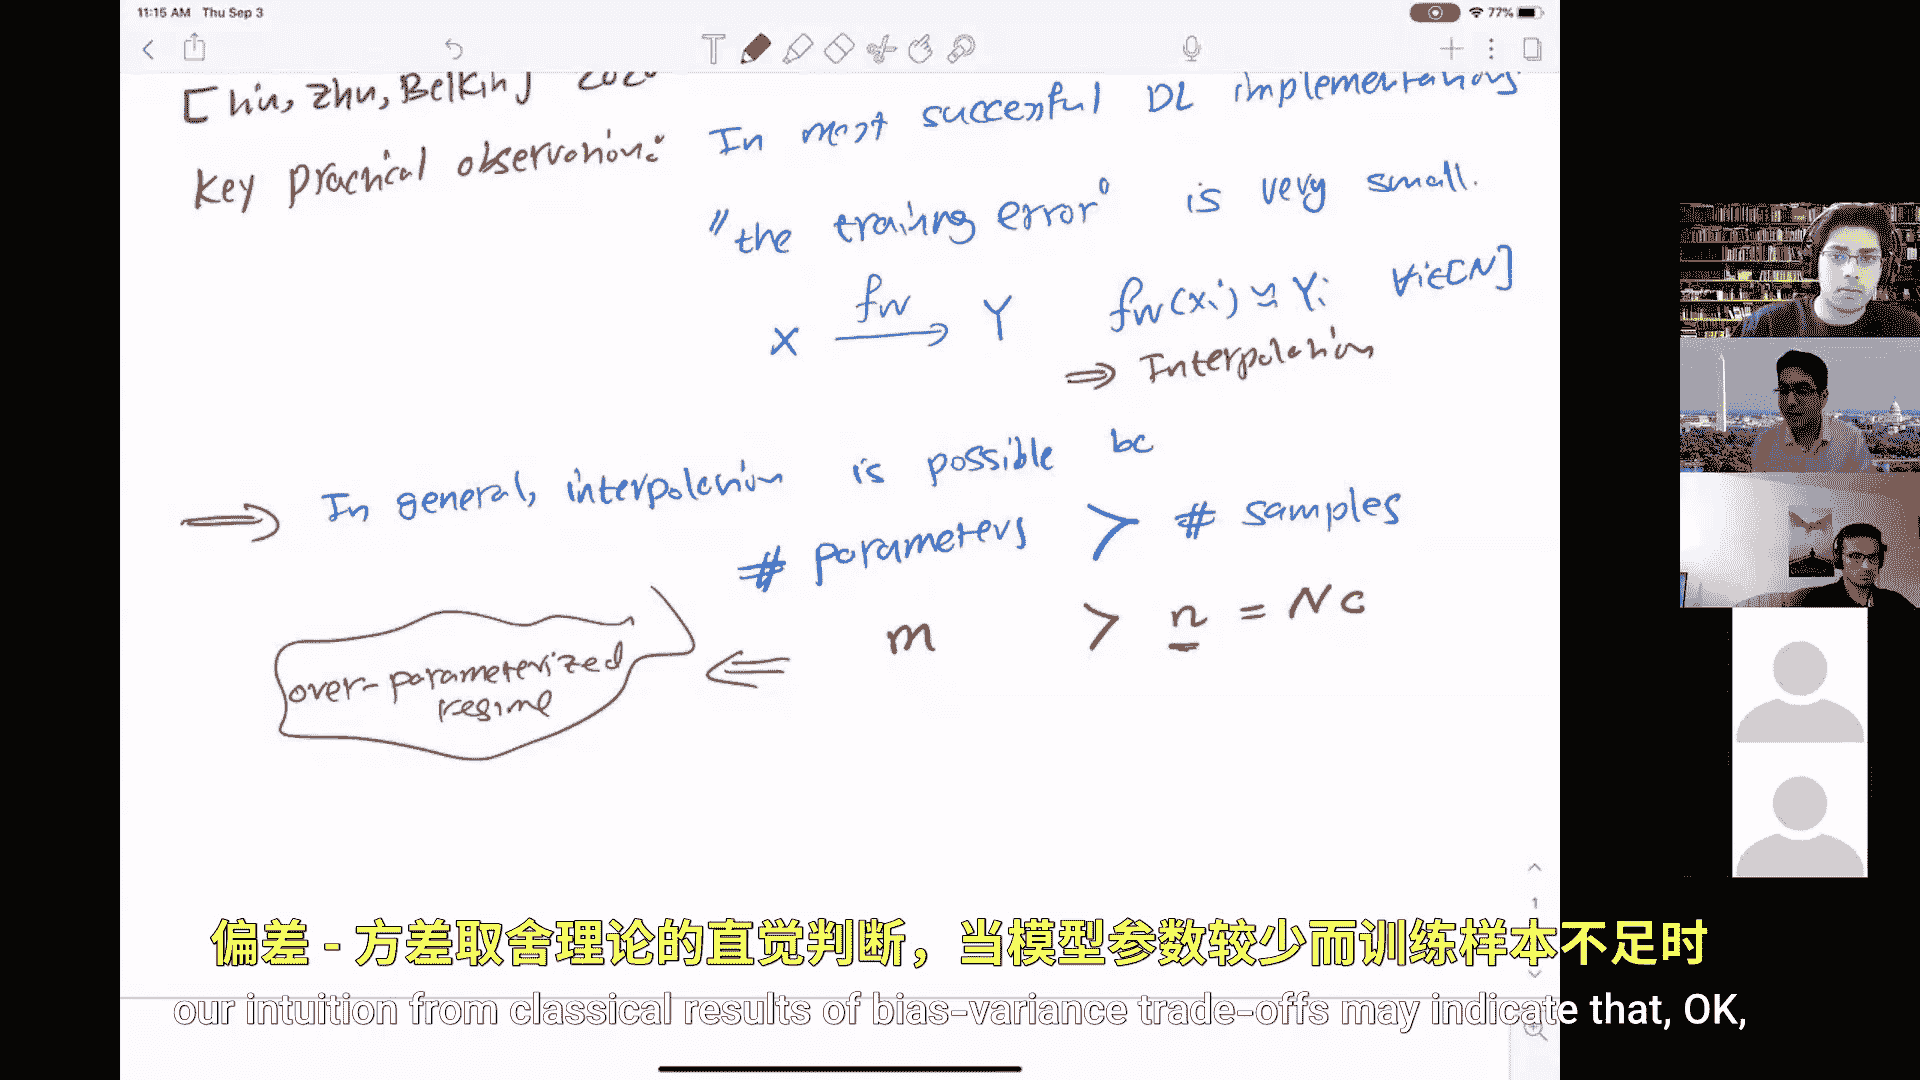 11:15 AM Thu Sep 3
77%
[Liu, Zhu, Belkin] 2020
Key practical observation:
In most successful DL implementations
"the training error" is very small.
X fw Y fw(xi) ≃ Yi ∀i∈[N]
⇒ Interpolation
⇒ In general, interpolation is possible bc
# parameters > # samples
m > n = NC
over-parameterized
regime
⇐
1
偏差 - 方差取舍理论的直觉判断，当模型参数较少而训练样本不足时
our intuition from classical results of bias-variance trade-offs may indicate that, OK,